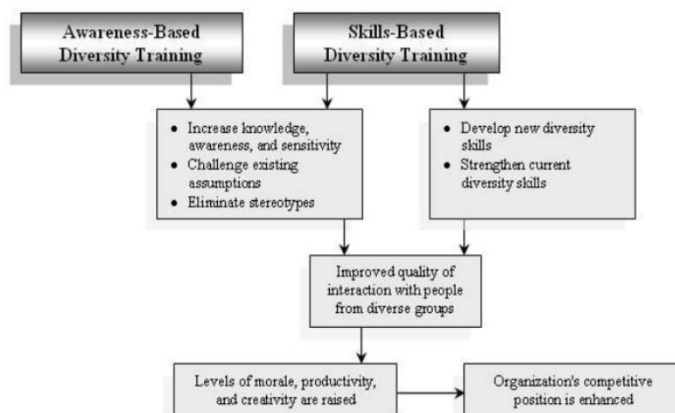 Awareness-Based
Diversity Training
Skills-Based
Diversity Training
• Increase knowledge,
awareness, and sensitivity
• Challenge existing
assumptions
• Eliminate stereotypes
• Develop new diversity
skills
• Strengthen current
diversity skills
Improved quality of
interaction with people
from diverse groups
Levels of morale, productivity,
and creativity are raised
Organization's competitive
position is enhanced